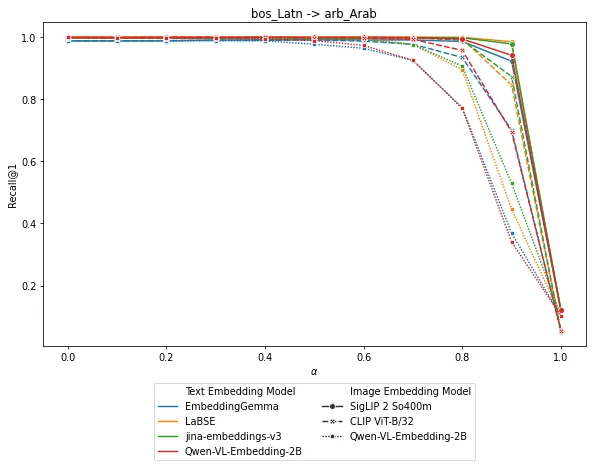 bos_Latn -> arb_Arab
Recall@1
1.0
0.8
0.6
0.4
0.2
0.0 0.2 0.4 0.6 0.8 1.0
α
Text Embedding Model
EmbeddingGemma
LaBSE
jina-embeddings-v3
Qwen-VL-Embedding-2B
Image Embedding Model
SigLIP 2 So400m
CLIP ViT-B/32
Qwen-VL-Embedding-2B